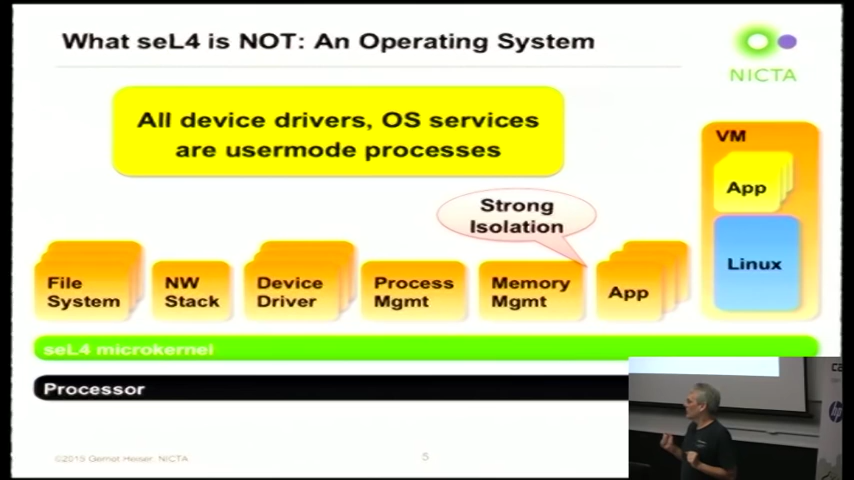 What seL4 is NOT: An Operating System
NICTA
All device drivers, OS services
are usermode processes
VM
App
Strong
Isolation
Linux
File
System
NW
Stack
Device
Driver
Process
Mgmt
Memory
Mgmt
App
seL4 microkernel
Processor
©2015 Gernot Heiser, NICTA
5
hp